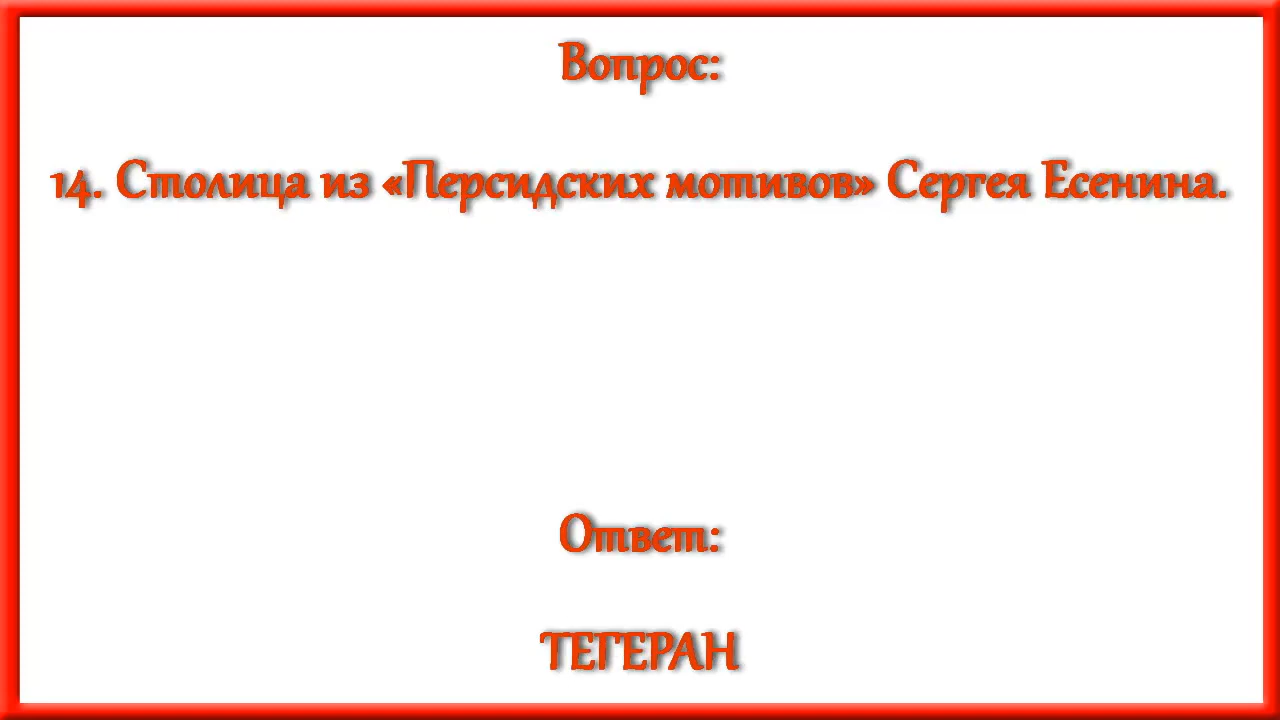 Вопрос:
14. Столица из «Персидских мотивов» Сергея Есенина.
Ответ:
ТЕГЕРАН